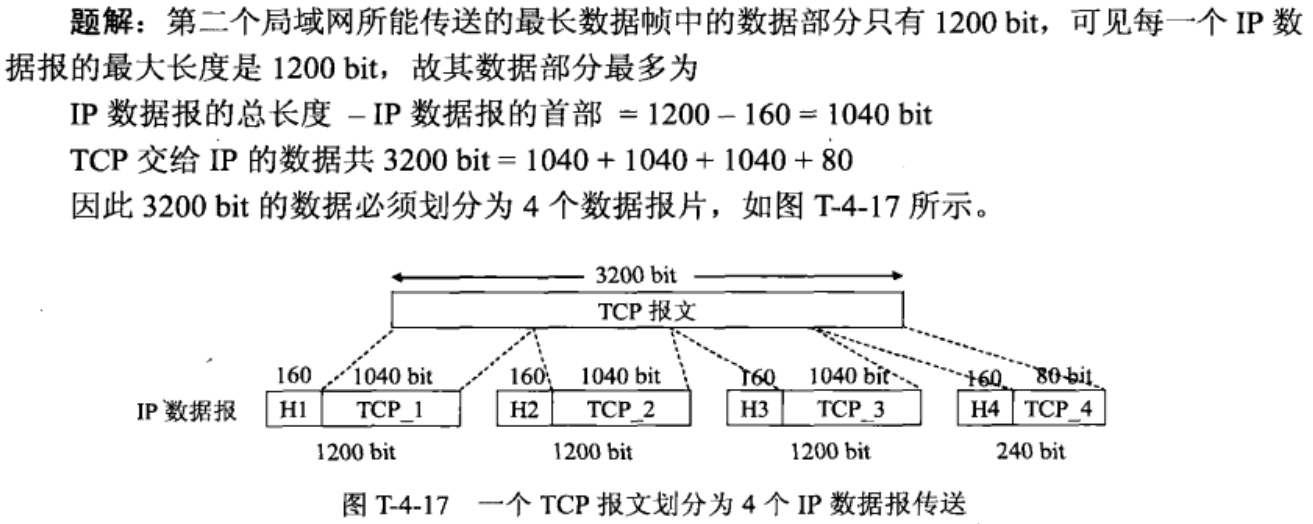 题解：第二个局域网所能传送的最长数据帧中的数据部分只有 1200 bit，可见每一个 IP 数
据报的最大长度是 1200 bit，故其数据部分最多为
IP 数据报的总长度 – IP 数据报的首部 = 1200 – 160 = 1040 bit
TCP 交给 IP 的数据共 3200 bit = 1040 + 1040 + 1040 + 80
因此 3200 bit 的数据必须划分为 4 个数据报片，如图 T-4-17 所示。
3200 bit
TCP 报文
160 1040 bit 160 1040 bit 160 1040 bit 160 80 bit
IP 数据报 H1 TCP_1 H2 TCP_2 H3 TCP_3 H4 TCP_4
1200 bit 1200 bit 1200 bit 240 bit
图 T-4-17 一个 TCP 报文划分为 4 个 IP 数据报传送